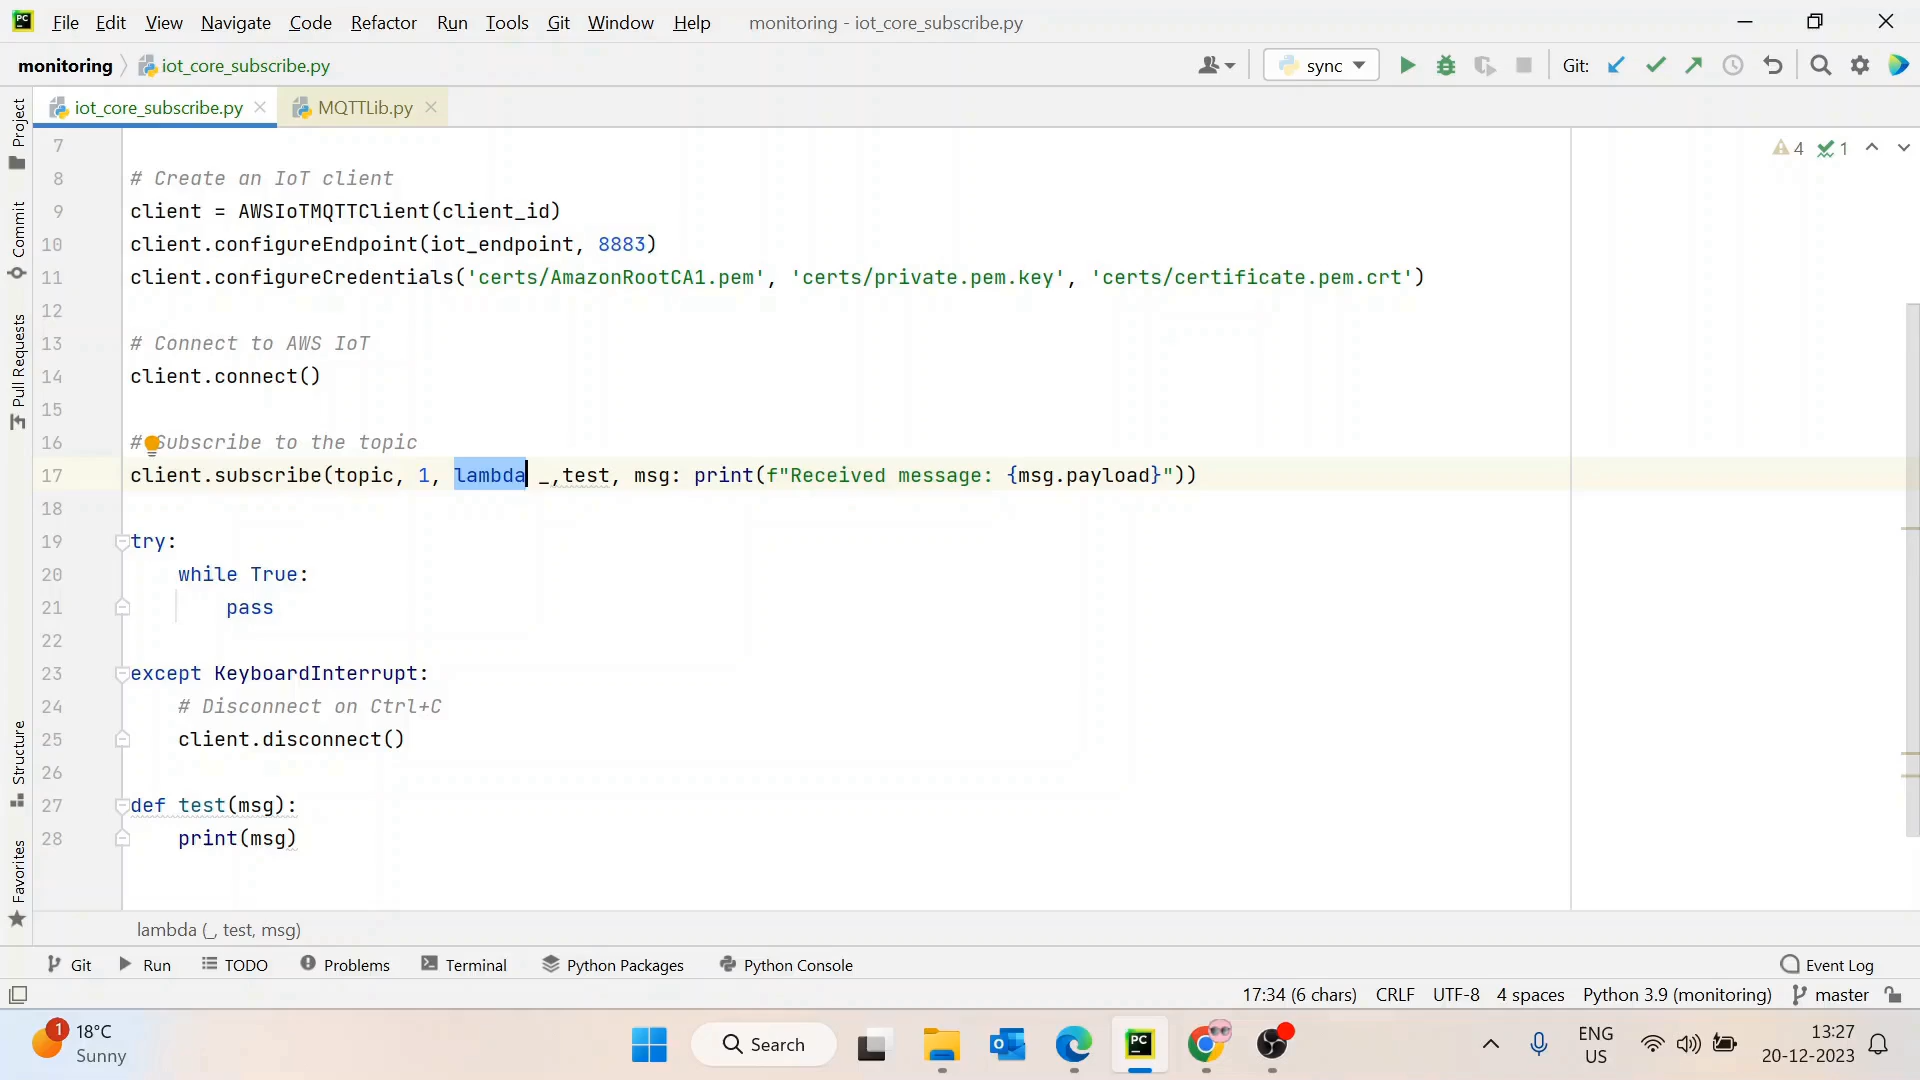 PC File Edit View Navigate Code Refactor Run Tools Git Window Help monitoring - iot_core_subscribe.py
monitoring iot_core_subscribe.py sync Git:
iot_core_subscribe.py MQTTLib.py
Project
Commit
Pull Requests
Structure
Favorites
4 1
7
8 # Create an IoT client
9 client = AWSIoTMQTTClient(client_id)
10 client.configureEndpoint(iot_endpoint, 8883)
11 client.configureCredentials('certs/AmazonRootCA1.pem', 'certs/private.pem.key', 'certs/certificate.pem.crt')
12
13 # Connect to AWS IoT
14 client.connect()
15
16 # Subscribe to the topic
17 client.subscribe(topic, 1, lambda _,test, msg: print(f"Received message: {msg.payload}"))
18
19 try:
20 while True:
21 pass
22
23 except KeyboardInterrupt:
24 # Disconnect on Ctrl+C
25 client.disconnect()
26
27 def test(msg):
28 print(msg)
lambda (_, test, msg)
Git Run TODO Problems Terminal Python Packages Python Console Event Log
17:34 (6 chars) CRLF UTF-8 4 spaces Python 3.9 (monitoring) master
1 18°C
Sunny
Search
PC
ENG
US
13:27
20-12-2023